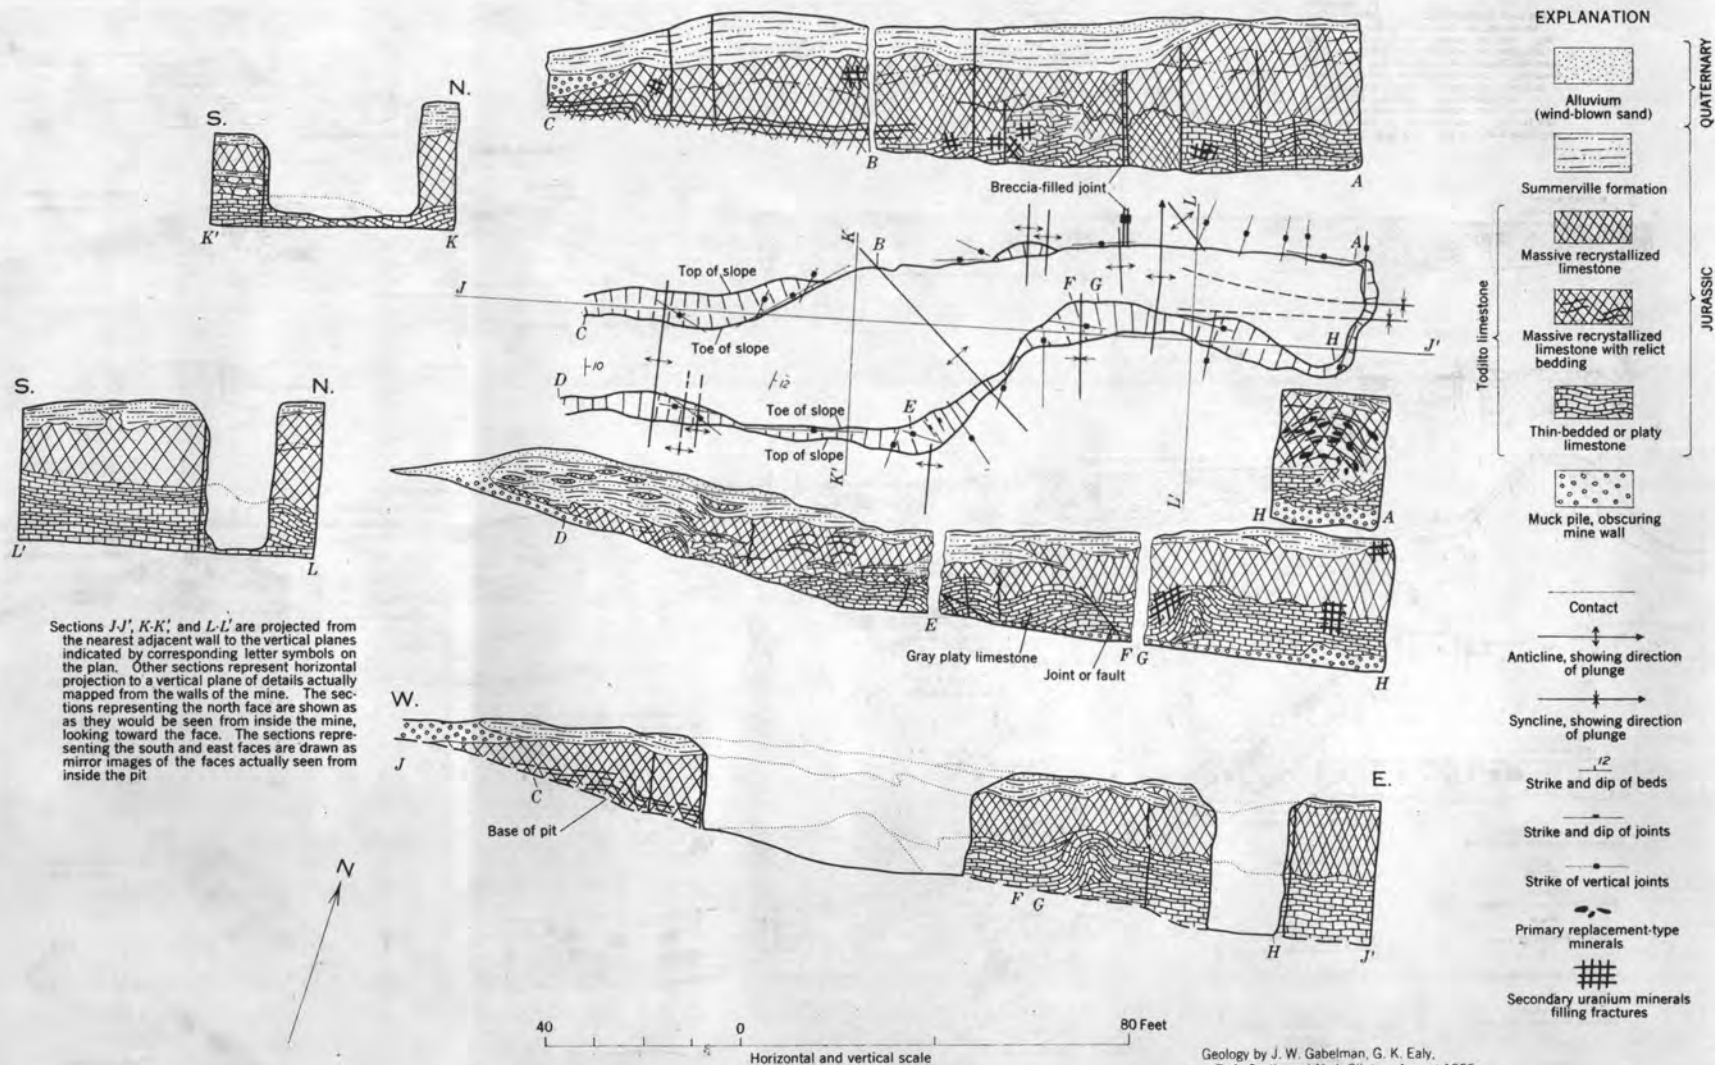 EXPLANATION
Alluvium
(wind-blown sand)
QUATERNARY
Summerville formation
Massive recrystallized
limestone
Massive recrystallized
limestone with relict
bedding
Thin-bedded or platy
limestone
Todilto limestone
JURASSIC
Muck pile, obscuring
mine wall
Contact
Anticline, showing direction
of plunge
Syncline, showing direction
of plunge
12
Strike and dip of beds
Strike and dip of joints
Strike of vertical joints
Primary replacement-type
minerals
Secondary uranium minerals
filling fractures
C
B
A
Breccia-filled joint
S.
N.
K'
K
S.
N.
L'
L
K
B
L
A
J
Top of slope
F
G
C
Toe of slope
H
J'
10
12
D
Toe of slope
E
Top of slope
K'
L'
H
A
D
E
Gray platy limestone
Joint or fault
F
G
H
Sections J-J', K-K', and L-L' are projected from
the nearest adjacent wall to the vertical planes
indicated by corresponding letter symbols on
the plan. Other sections represent horizontal
projection to a vertical plane of details actually
mapped from the walls of the mine. The sec-
tions representing the north face are shown as
as they would be seen from inside the mine,
looking toward the face. The sections repre-
senting the south and east faces are drawn as
mirror images of the faces actually seen from
inside the pit
W.
E.
J
C
Base of pit
F
G
H
J'
N
40
0
80 Feet
Horizontal and vertical scale
Geology by J. W. Gabelman, G. K. Ealy,